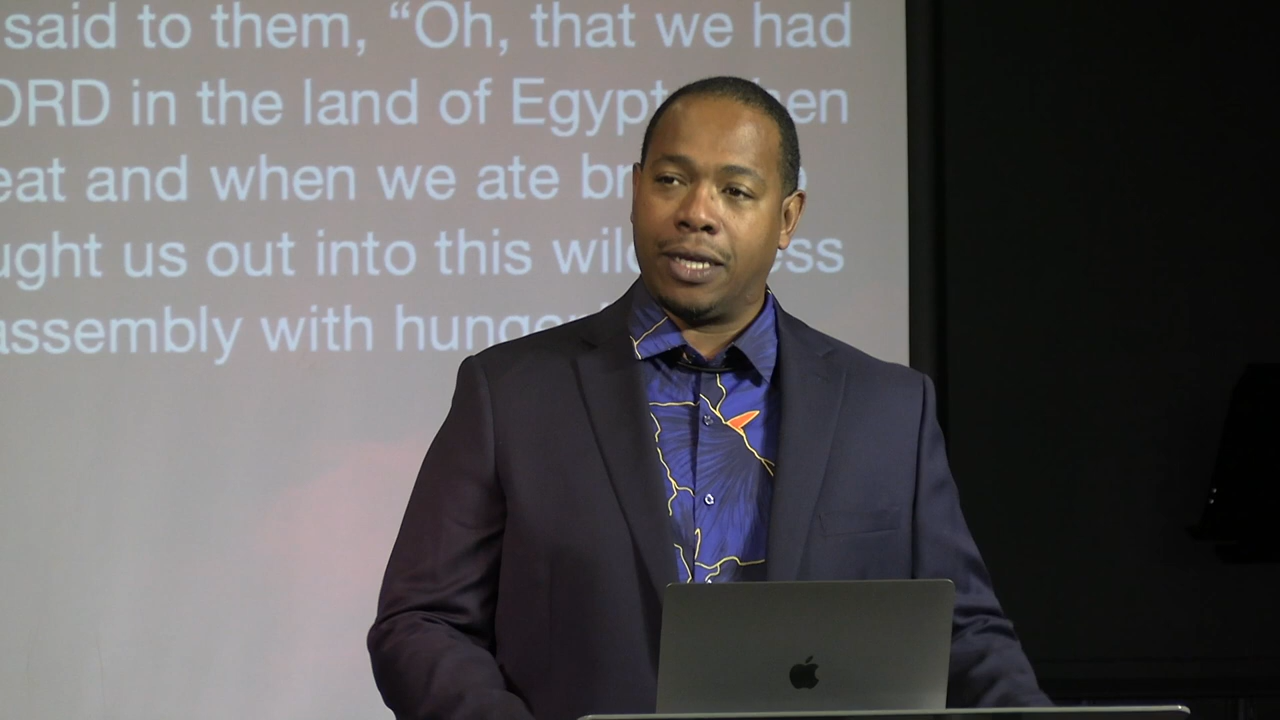 said to them, “Oh, that we had
ORD in the land of Egypt
eat and when we ate
ught us out into this
assembly with